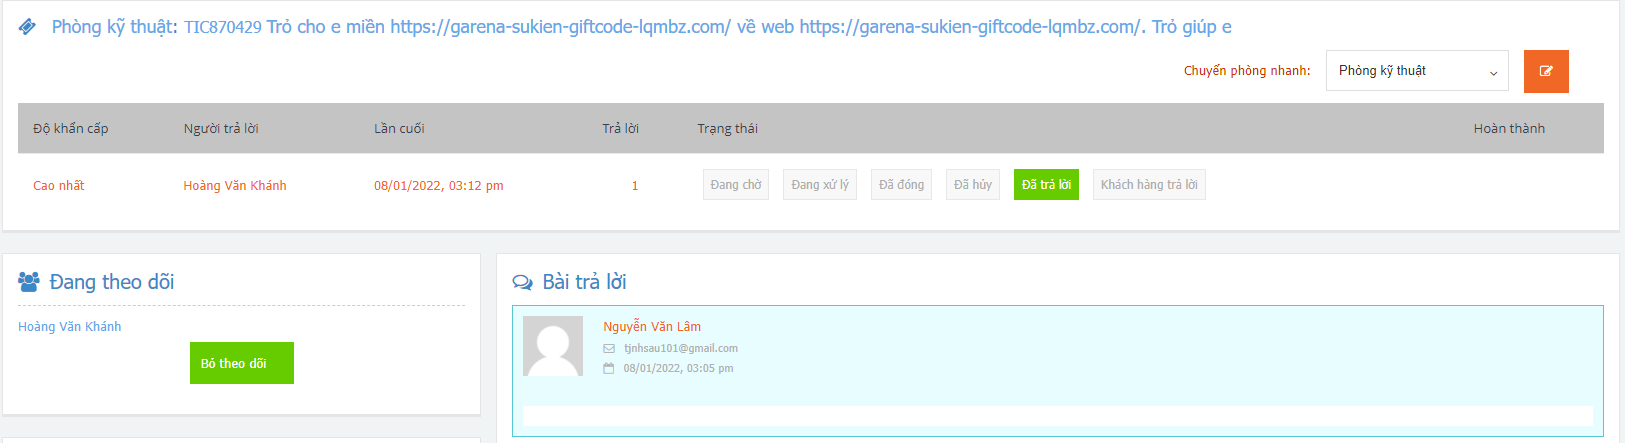 Phòng kỹ thuật: TIC870429 Trỏ cho e miền https://garena-sukien-giftcode-lqmbz.com/ về web https://garena-sukien-giftcode-lqmbz.com/. Trỏ giúp e
Chuyển phòng nhanh: Phòng kỹ thuật
Độ khẩn cấp Người trả lời Lần cuối Trả lời Trạng thái Hoàn thành
Cao nhất Hoàng Văn Khánh 08/01/2022, 03:12 pm 1 Đang chờ Đang xử lý Đã đóng Đã hủy Đã trả lời Khách hàng trả lời
Đang theo dõi
Hoàng Văn Khánh
Bỏ theo dõi
Bài trả lời
Nguyễn Văn Lâm
tjnhsau101@gmail.com
08/01/2022, 03:05 pm